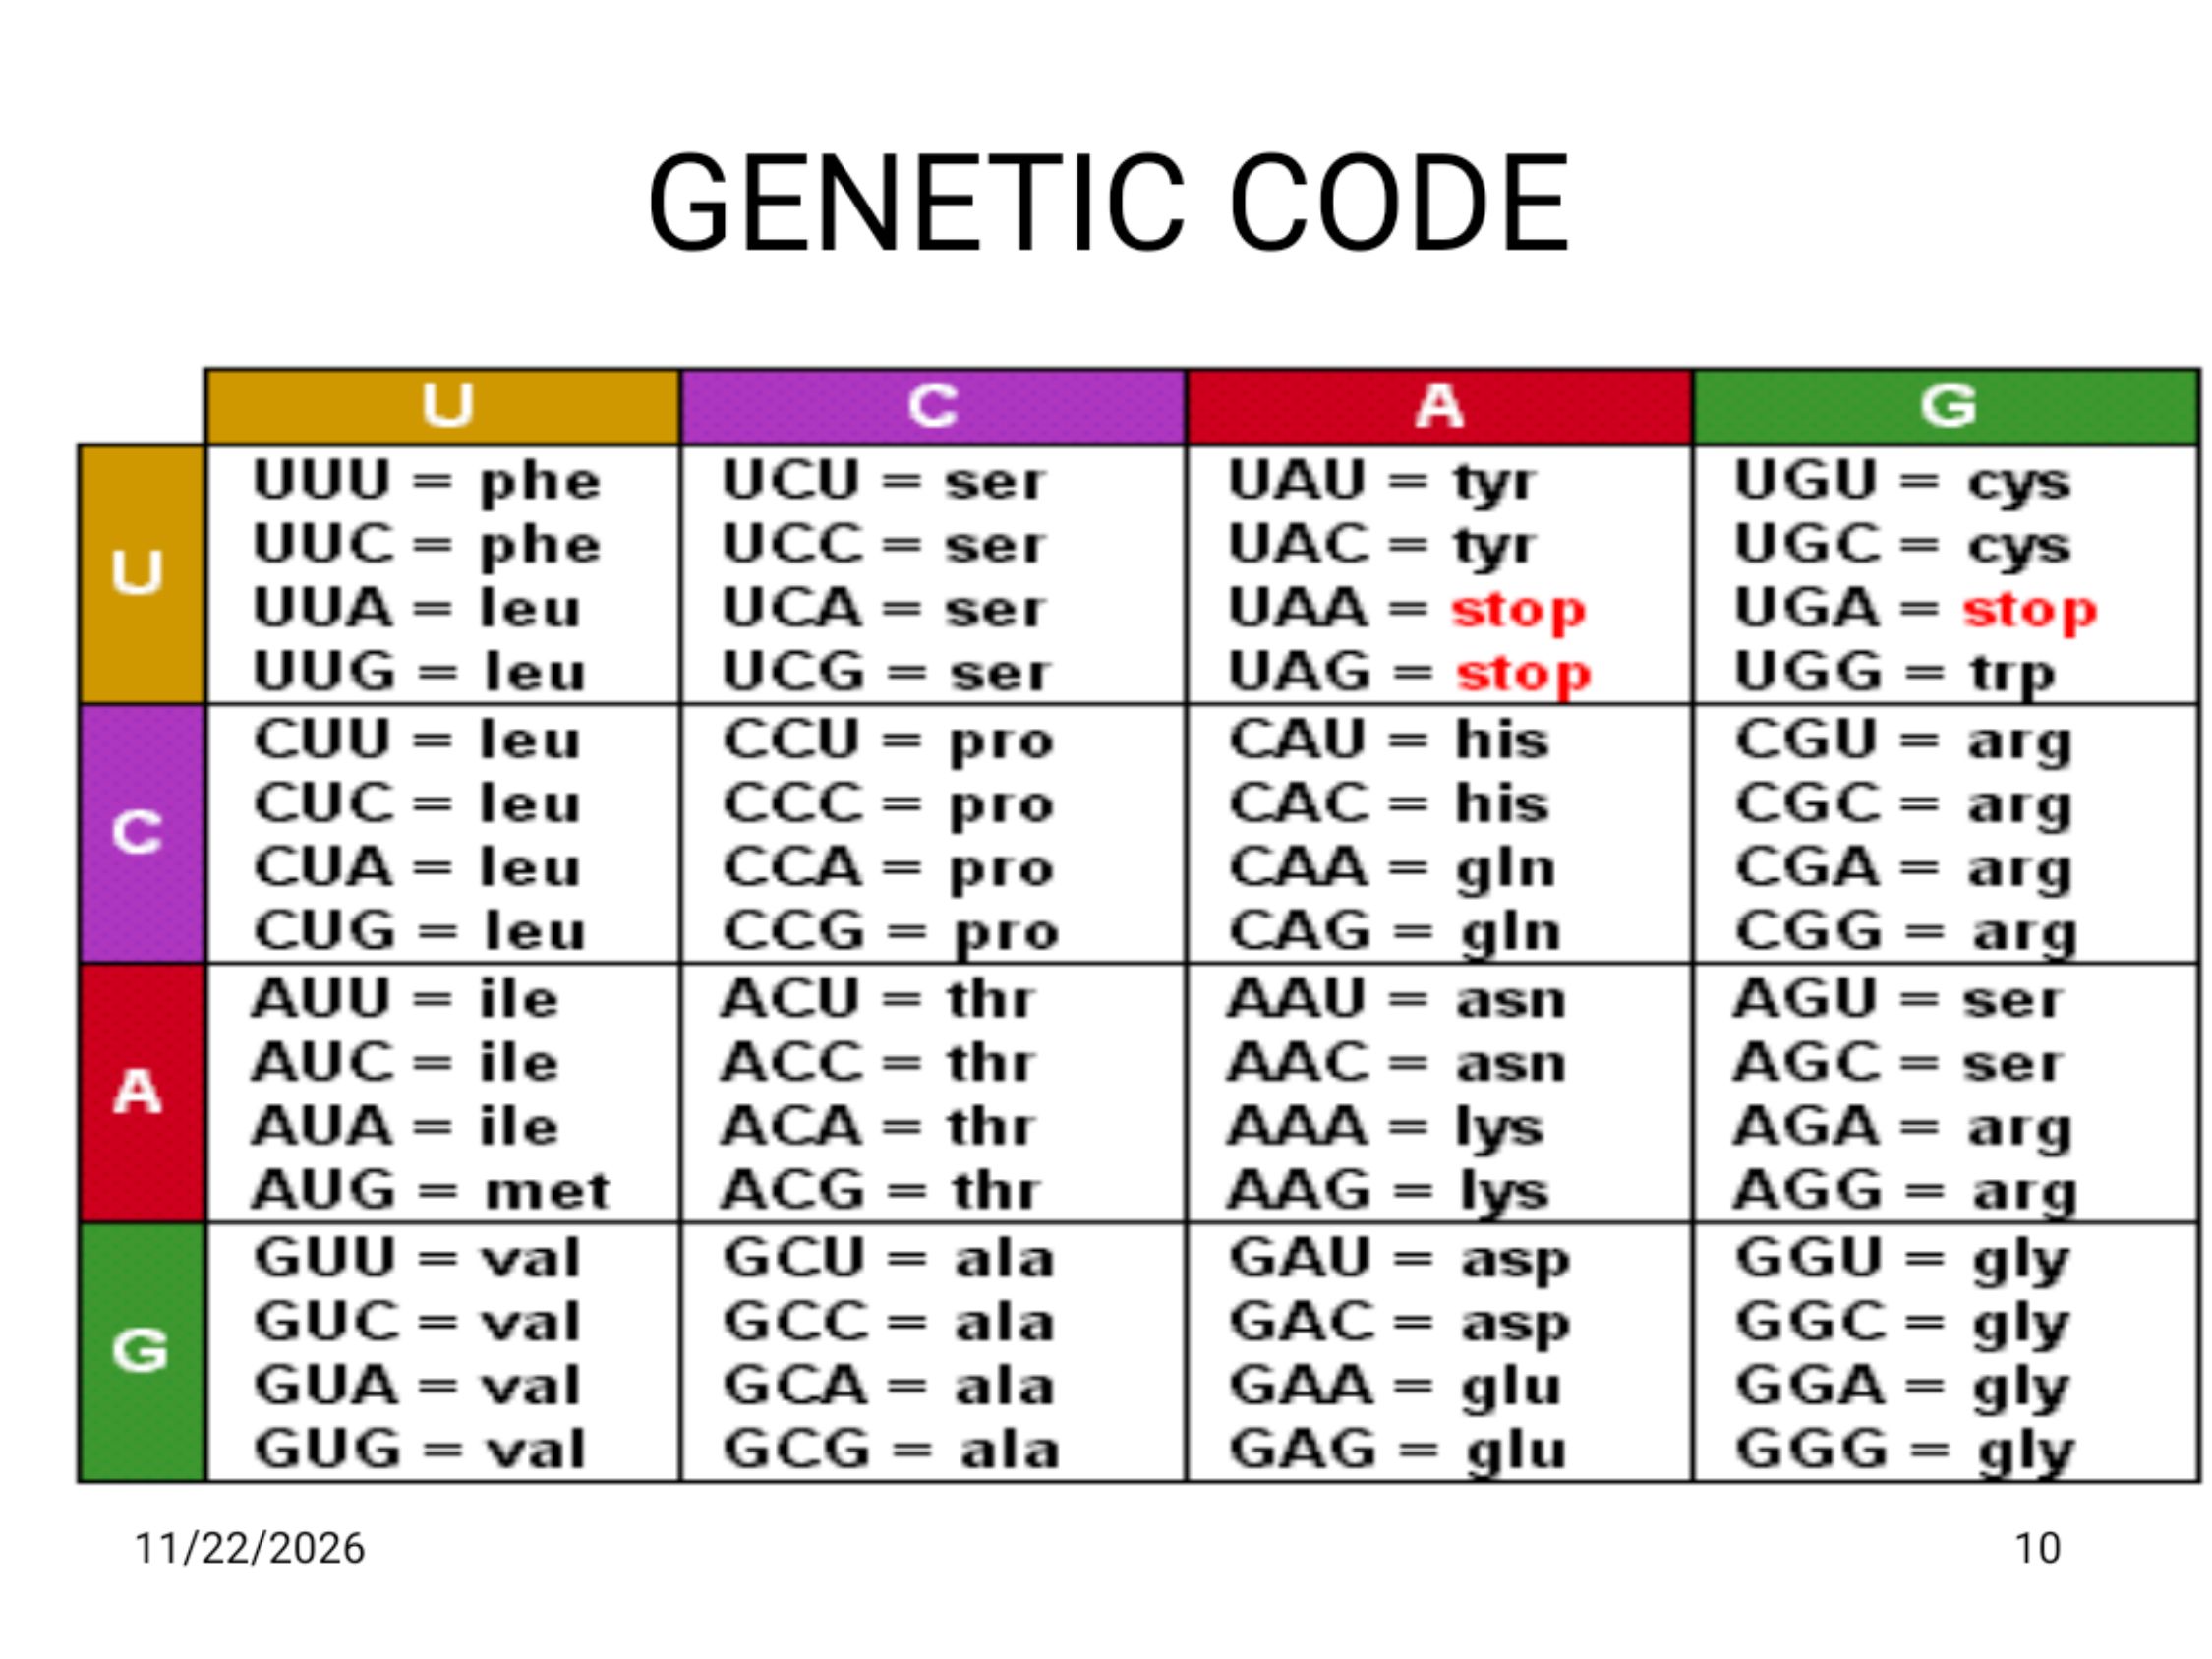 GENETIC CODE
U C A G
U
UUU = phe UCU = ser UAU = tyr UGU = cys
UUC = phe UCC = ser UAC = tyr UGC = cys
UUA = leu UCA = ser UAA = stop UGA = stop
UUG = leu UCG = ser UAG = stop UGG = trp
C
CUU = leu CCU = pro CAU = his CGU = arg
CUC = leu CCC = pro CAC = his CGC = arg
CUA = leu CCA = pro CAA = gln CGA = arg
CUG = leu CCG = pro CAG = gln CGG = arg
A
AUU = ile ACU = thr AAU = asn AGU = ser
AUC = ile ACC = thr AAC = asn AGC = ser
AUA = ile ACA = thr AAA = lys AGA = arg
AUG = met ACG = thr AAG = lys AGG = arg
G
GUU = val GCU = ala GAU = asp GGU = gly
GUC = val GCC = ala GAC = asp GGC = gly
GUA = val GCA = ala GAA = glu GGA = gly
GUG = val GCG = ala GAG = glu GGG = gly
11/22/2026 10